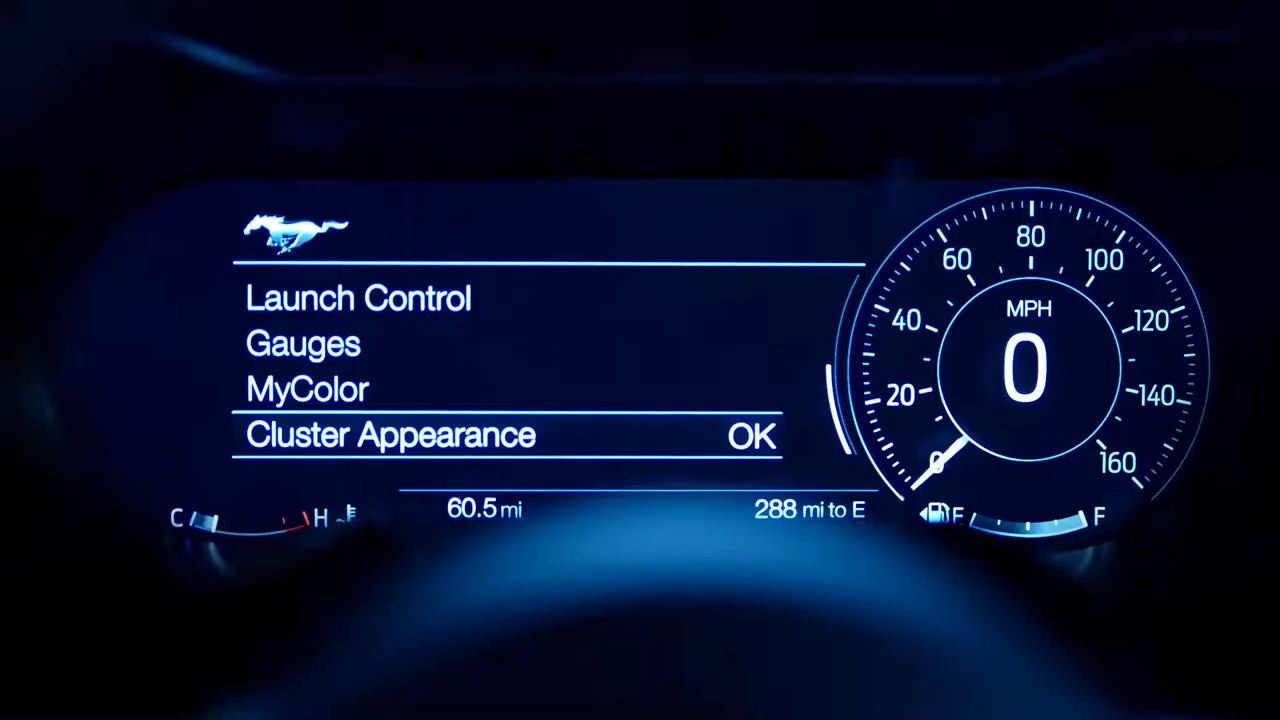 Launch Control
Gauges
MyColor
Cluster Appearance OK
C H
60.5 mi 288 mi to E
MPH
0
0
20
40
60
80
100
120
140
160
E F